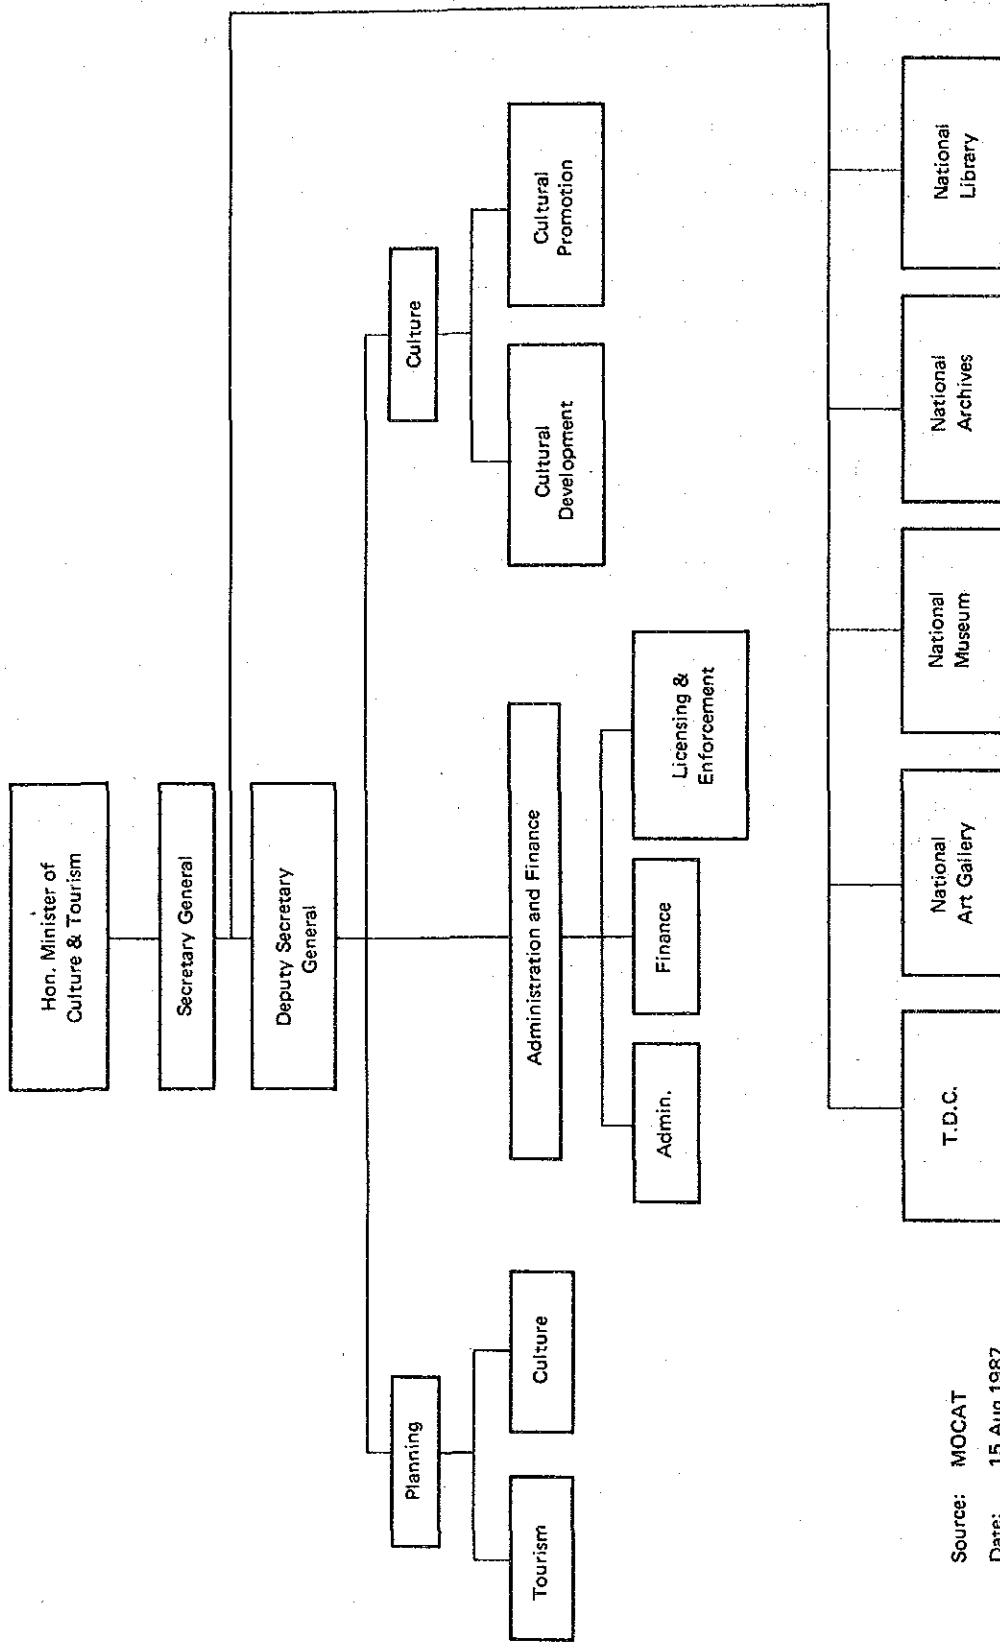 Hon. Minister of
Culture & Tourism
Secretary General
Deputy Secretary
General
Planning
Culture
Tourism
Culture
Administration and Finance
Cultural
Development
Cultural
Promotion
Admin.
Finance
Licensing &
Enforcement
T.D.C.
National
Art Gallery
National
Museum
National
Archives
National
Library
Source: MOCAT
Date: 15 Aug 1987